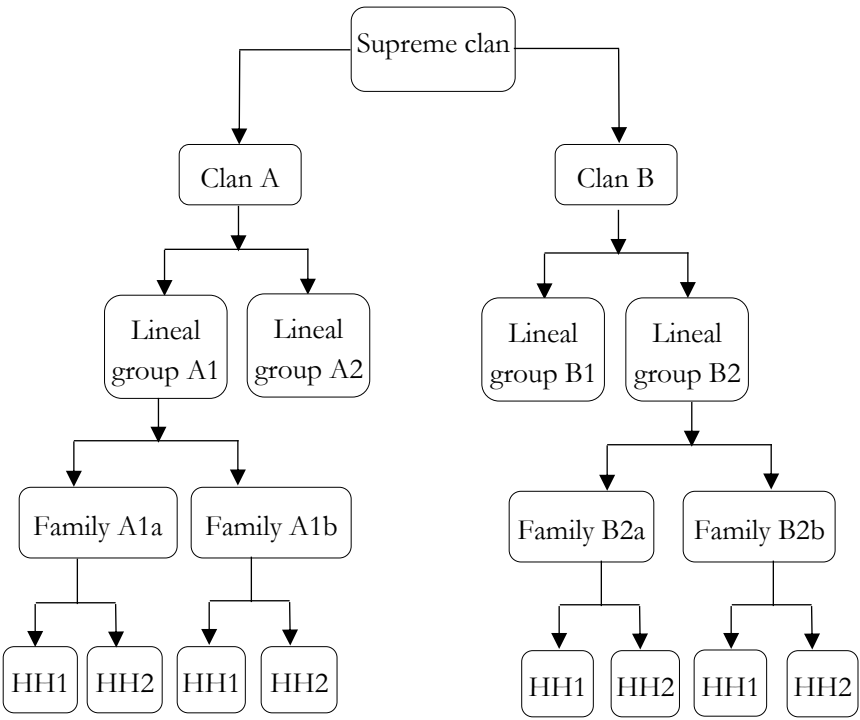 Supreme clan
Clan A
Clan B
Lineal
group A1
Lineal
group A2
Lineal
group B1
Lineal
group B2
Family A1a
Family A1b
Family B2a
Family B2b
HH1
HH2
HH1
HH2
HH1
HH2
HH1
HH2